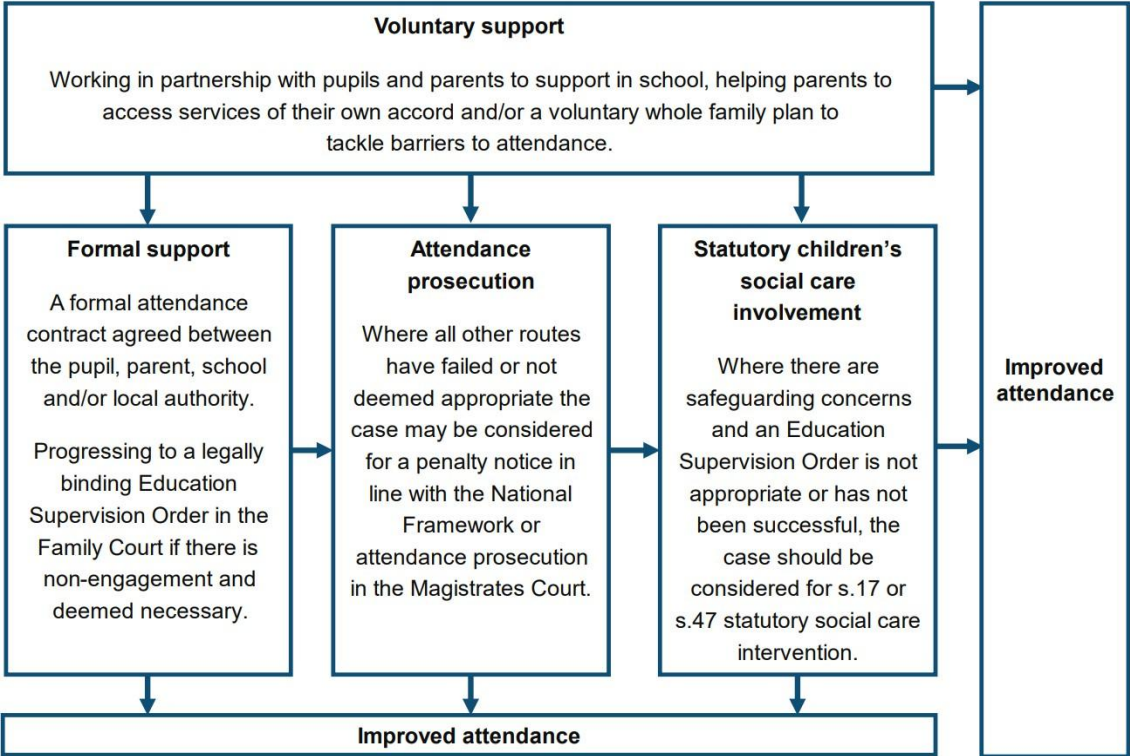 Voluntary support
Working in partnership with pupils and parents to support in school, helping parents to
access services of their own accord and/or a voluntary whole family plan to
tackle barriers to attendance.
Formal support
A formal attendance
contract agreed between
the pupil, parent, school
and/or local authority.
Progressing to a legally
binding Education
Supervision Order in the
Family Court if there is
non-engagement and
deemed necessary.
Attendance
prosecution
Where all other routes
have failed or not
deemed appropriate the
case may be considered
for a penalty notice in
line with the National
Framework or
attendance prosecution
in the Magistrates Court.
Statutory children’s
social care
involvement
Where there are
safeguarding concerns
and an Education
Supervision Order is not
appropriate or has not
been successful, the
case should be
considered for s.17 or
s.47 statutory social care
intervention.
Improved
attendance
Improved attendance